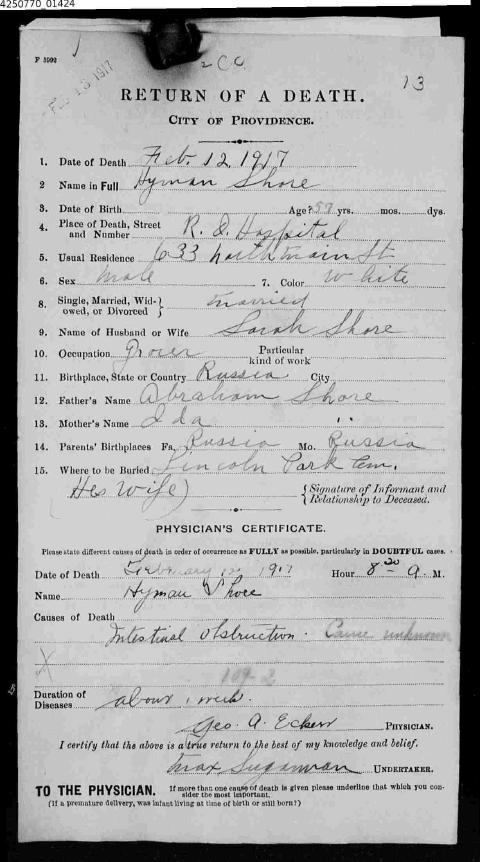 4250770_01424
F 3992
FEB 13 1917
13
RETURN OF A DEATH.
CITY OF PROVIDENCE.
1. Date of Death Feb. 12 1917
2 Name in Full Hyman Shore
3. Date of Birth Age? 57 yrs. mos. dys.
4. Place of Death, Street and Number R. I. Hospital
5. Usual Residence 633 North Main St
6. Sex Male 7. Color White
8. Single, Married, Widowed, or Divorced } Married
9. Name of Husband or Wife Sarah Shore
10. Occupation Grocer Particular kind of work
11. Birthplace, State or Country Russia City
12. Father's Name Abraham Shore
13. Mother's Name Ida "
14. Parents' Birthplaces Fa. Russia Mo. Russia
15. Where to be Buried Lincoln Park Cem.
(His Wife) { Signature of Informant and Relationship to Deceased.
PHYSICIAN'S CERTIFICATE.
Please state different causes of death in order of occurrence as FULLY as possible, particularly in DOUBTFUL cases.
Date of Death February 12 1917 Hour 8 20 a M.
Name Hyman Shore
Causes of Death
Intestinal obstruction. Cause unknown
X
109-2
Duration of Diseases about 1 week.
Geo. A. Eckert PHYSICIAN.
I certify that the above is a true return to the best of my knowledge and belief.
Max Sugarman UNDERTAKER.
TO THE PHYSICIAN. If more than one cause of death is given please underline that which you consider the most important.
(If a premature delivery, was infant living at time of birth or still born?)